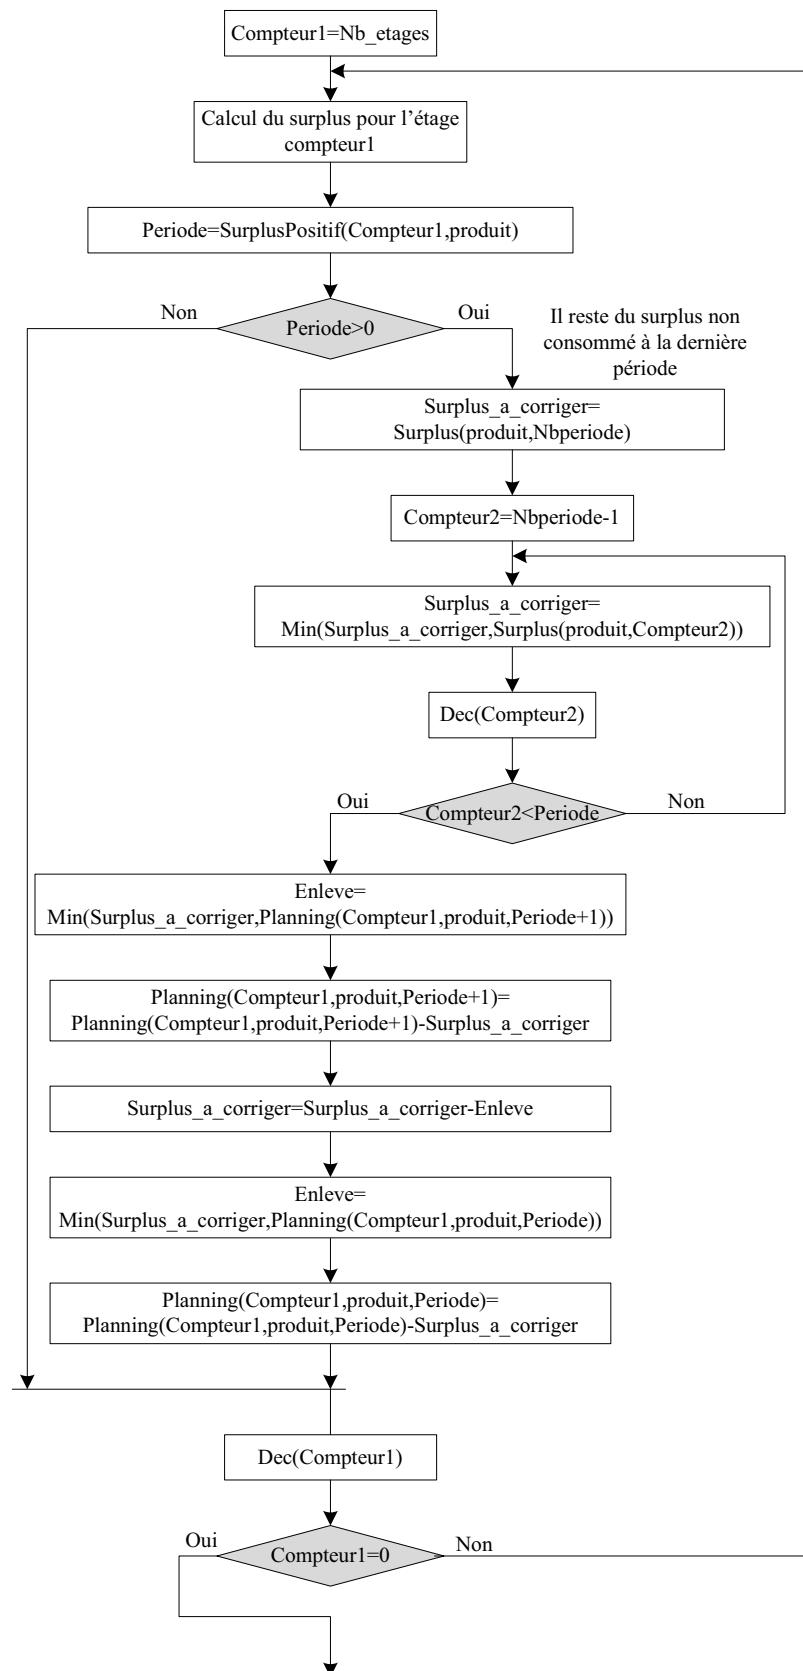 Compteur1=Nb_etages
Calcul du surplus pour l'étage
compteur1
Periode=SurplusPositif(Compteur1,produit)
Non
Periode>0
Oui
Il reste du surplus non
consommé à la dernière
période
Surplus_a_corriger=
Surplus(produit,Nbperiode)
Compteur2=Nbperiode-1
Surplus_a_corriger=
Min(Surplus_a_corriger,Surplus(produit,Compteur2))
Dec(Compteur2)
Oui
Compteur2<Periode
Non
Enleve=
Min(Surplus_a_corriger,Planning(Compteur1,produit,Periode+1))
Planning(Compteur1,produit,Periode+1)=
Planning(Compteur1,produit,Periode+1)-Surplus_a_corriger
Surplus_a_corriger=Surplus_a_corriger-Enleve
Enleve=
Min(Surplus_a_corriger,Planning(Compteur1,produit,Periode))
Planning(Compteur1,produit,Periode)=
Planning(Compteur1,produit,Periode)-Surplus_a_corriger
Dec(Compteur1)
Oui
Compteur1=0
Non